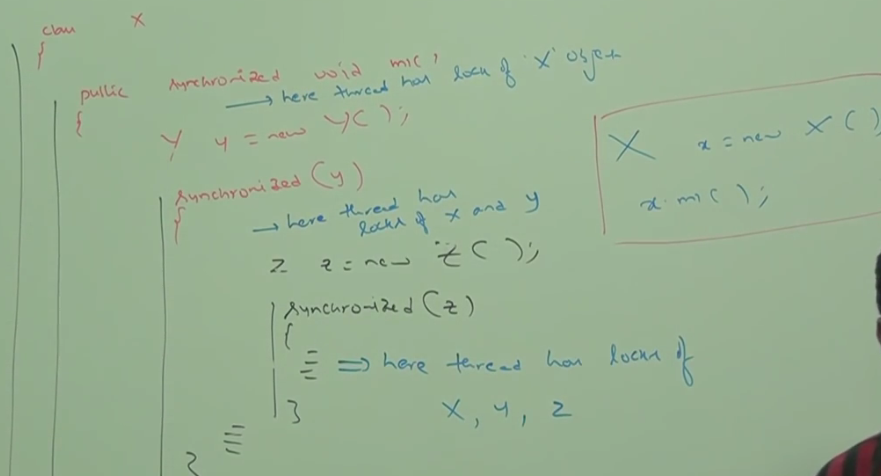 class X
{
public synchronized void m1()
→ here thread has lock of 'X' object
{
Y y = new Y();
synchronized (y)
{
→ here thread has
locks of X and y
Z z = new Z();
synchronized (z)
{
⇒ here thread has locks of
X, Y, Z
}
}
X x = new X()
x.m1();